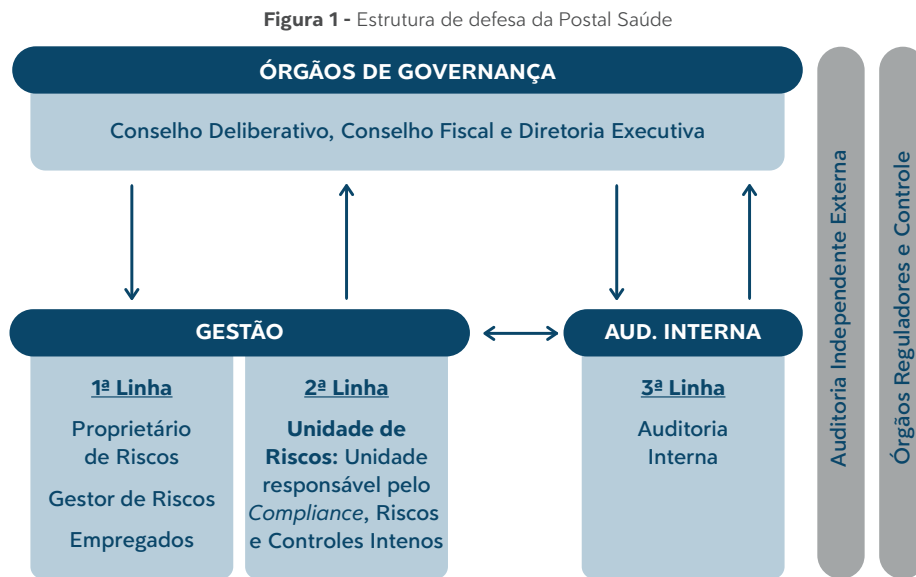 Figura 1 - Estrutura de defesa da Postal Saúde
ÓRGÃOS DE GOVERNANÇA
Conselho Deliberativo, Conselho Fiscal e Diretoria Executiva
GESTÃO
1ª Linha
Proprietário
de Riscos
Gestor de Riscos
Empregados
2ª Linha
Unidade de
Riscos: Unidade
responsável pelo
Compliance, Riscos
e Controles Intenos
AUD. INTERNA
3ª Linha
Auditoria
Interna
Auditoria Independente Externa
Órgãos Reguladores e Controle